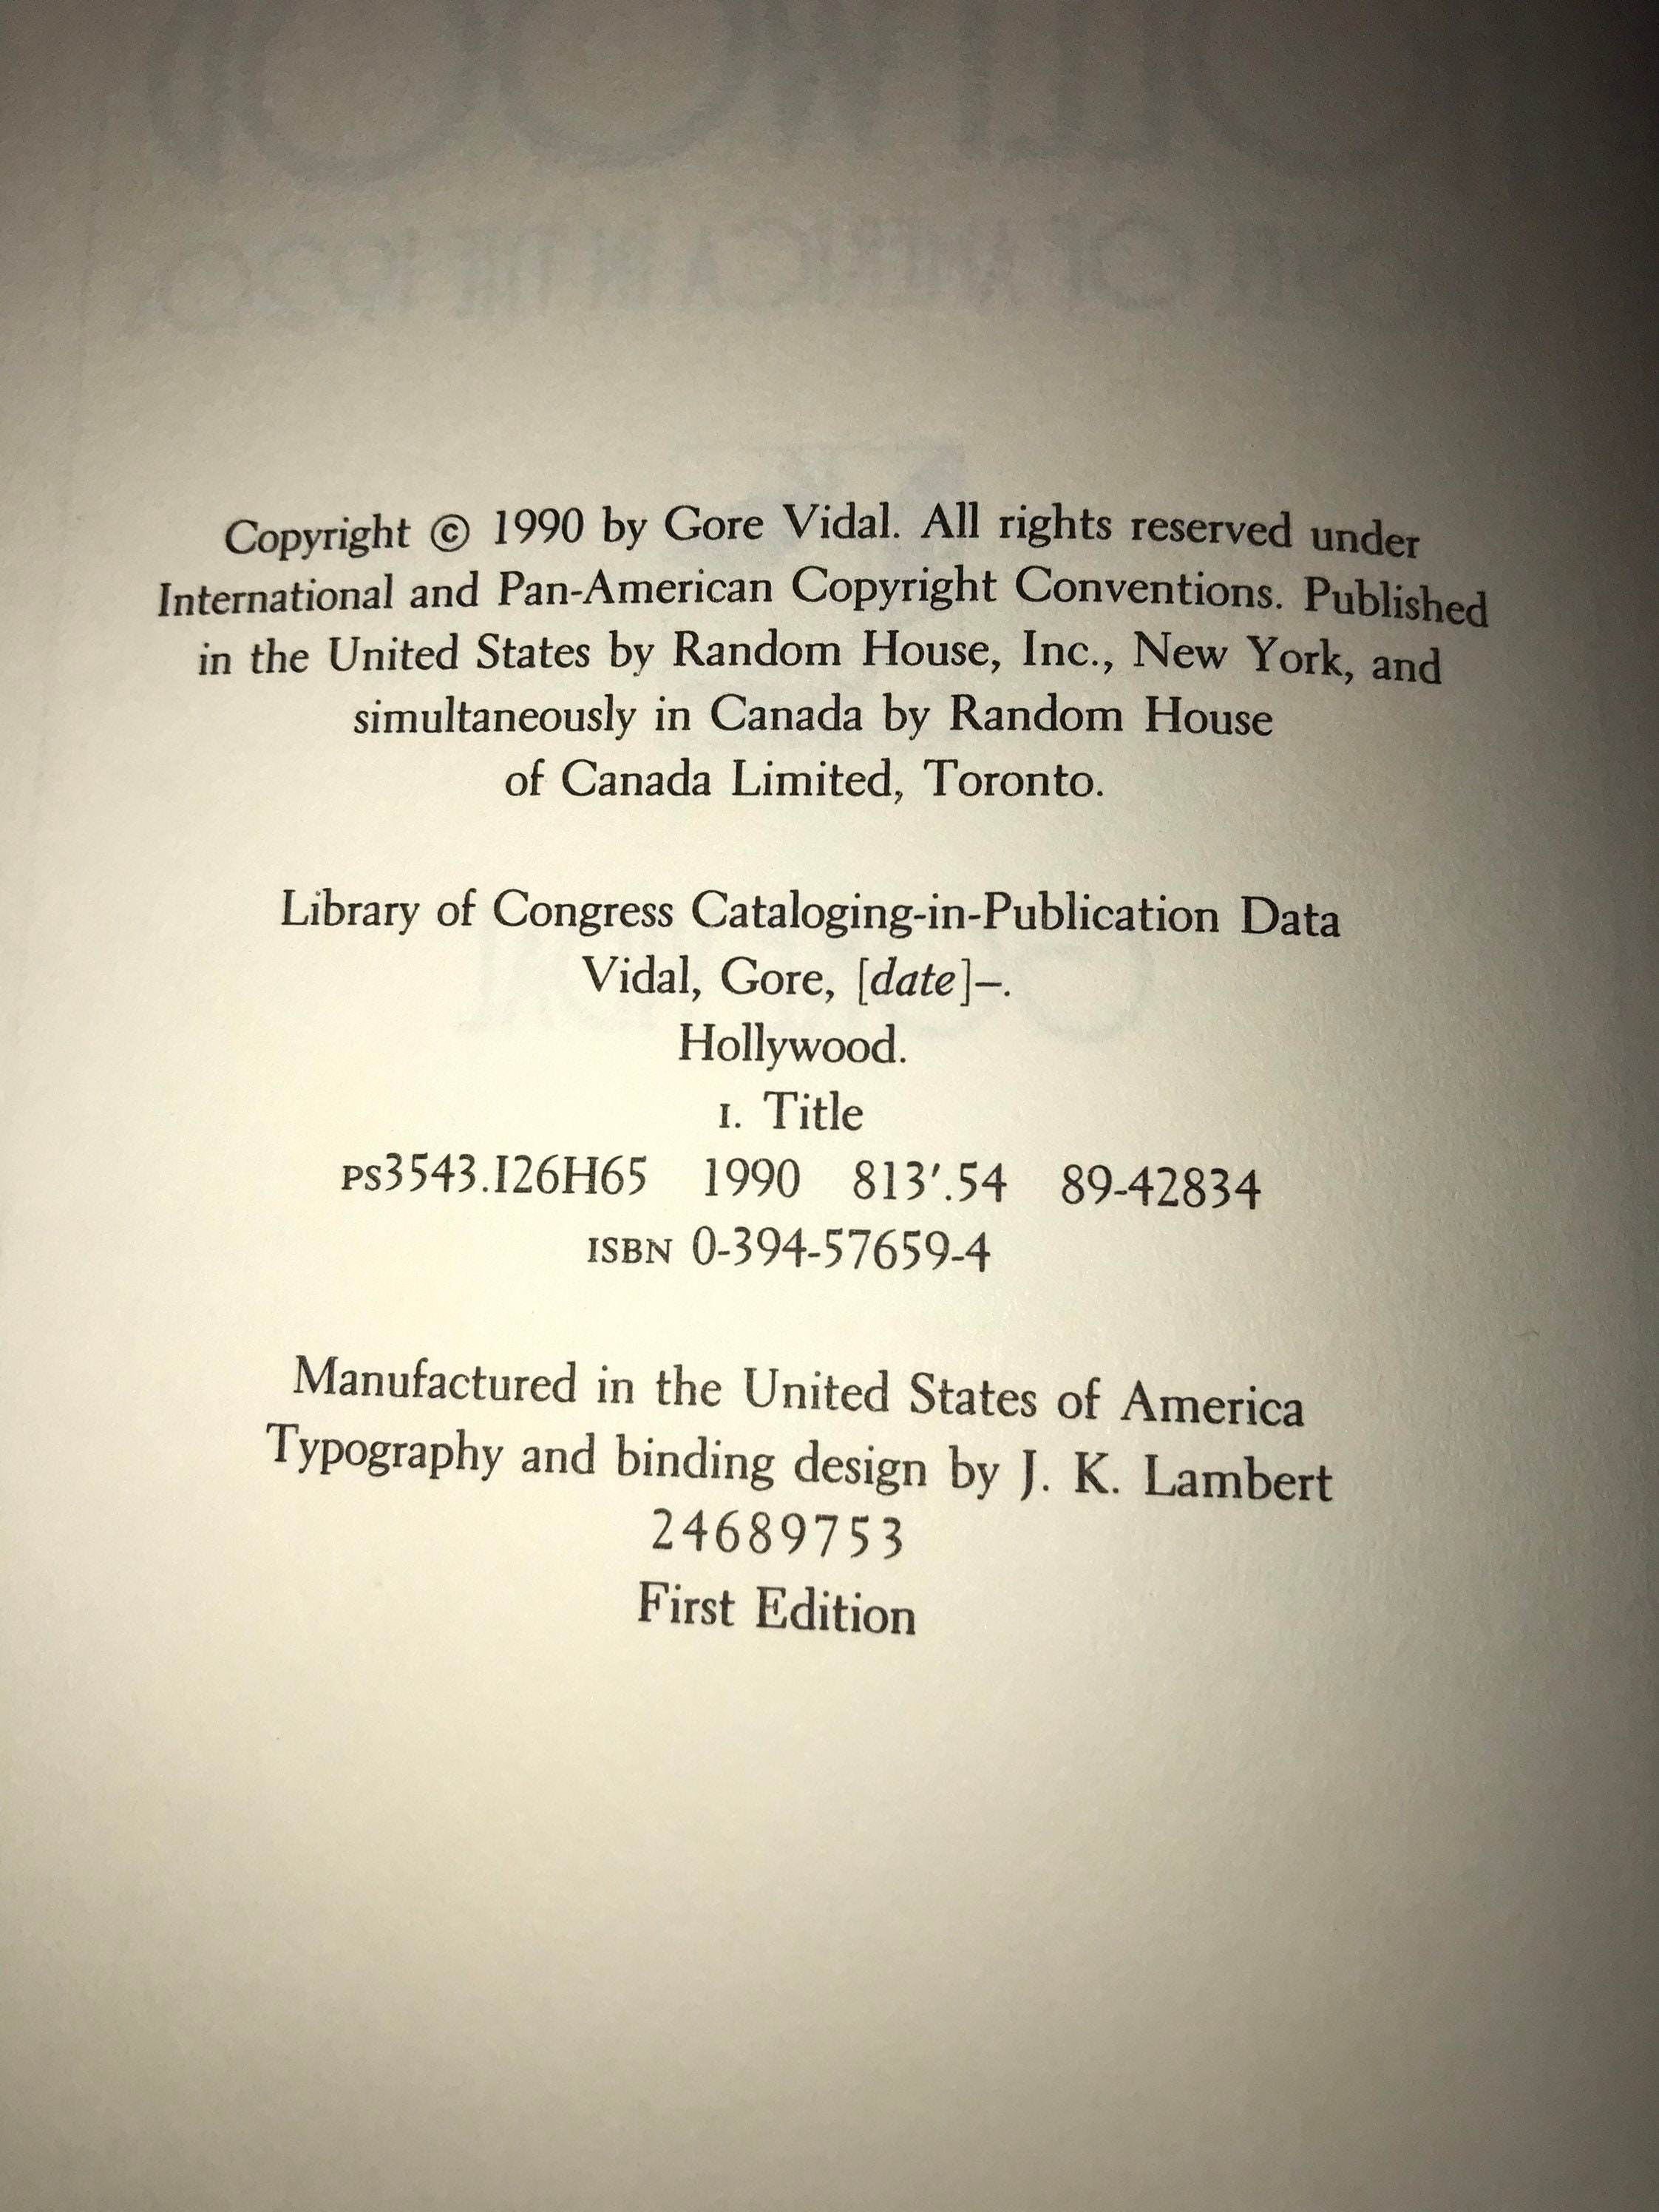 Copyright © 1990 by Gore Vidal. All rights reserved under
International and Pan-American Copyright Conventions. Published
in the United States by Random House, Inc., New York, and
simultaneously in Canada by Random House
of Canada Limited, Toronto.
Library of Congress Cataloging-in-Publication Data
Vidal, Gore, [date]–.
Hollywood.
I. Title
PS3543.I26H65 1990 813′.54 89-42834
ISBN 0-394-57659-4
Manufactured in the United States of America
Typography and binding design by J. K. Lambert
24689753
First Edition